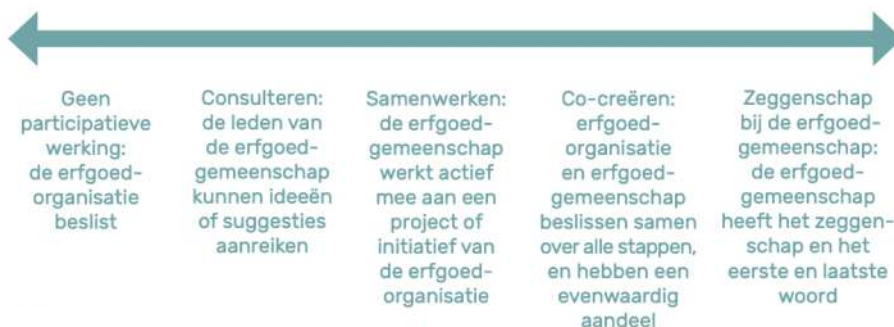 Geen
participatieve
werking:
de erfgoed-
organisatie
beslist
Consulteren:
de leden van
de erfgoed-
gemeenschap
kunnen ideeën
of suggesties
aanreiken
Samenwerken:
de erfgoed-
gemeenschap
werkt actief
mee aan een
project of
initiatief van
de erfgoed-
organisatie
Co-creëren:
erfgoed-
organisatie
en erfgoed-
gemeenschap
beslissen samen
over alle stappen,
en hebben een
evenwaardig
aandeel
Zeggenschap
bij de erfgoed-
gemeenschap:
de erfgoed-
gemeenschap
heeft het zeggen-
schap en het
eerste en laatste
woord